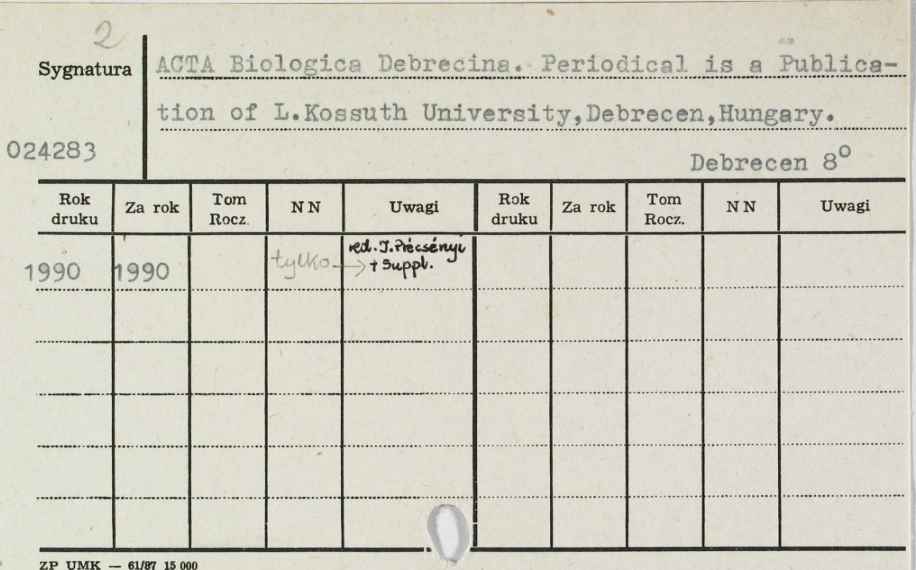 2
Sygnatura
ACTA Biologica Debrecina. Periodical is a Publica-
tion of L.Kossuth University,Debrecen,Hungary.
024283
Debrecen 8°
Rok druku Za rok Tom Rocz. N N Uwagi Rok druku Za rok Tom Rocz. N N Uwagi
1990 1990 tylko → red. I. Précsényi
+ Suppl.
ZP UMK — 61/87 15 000